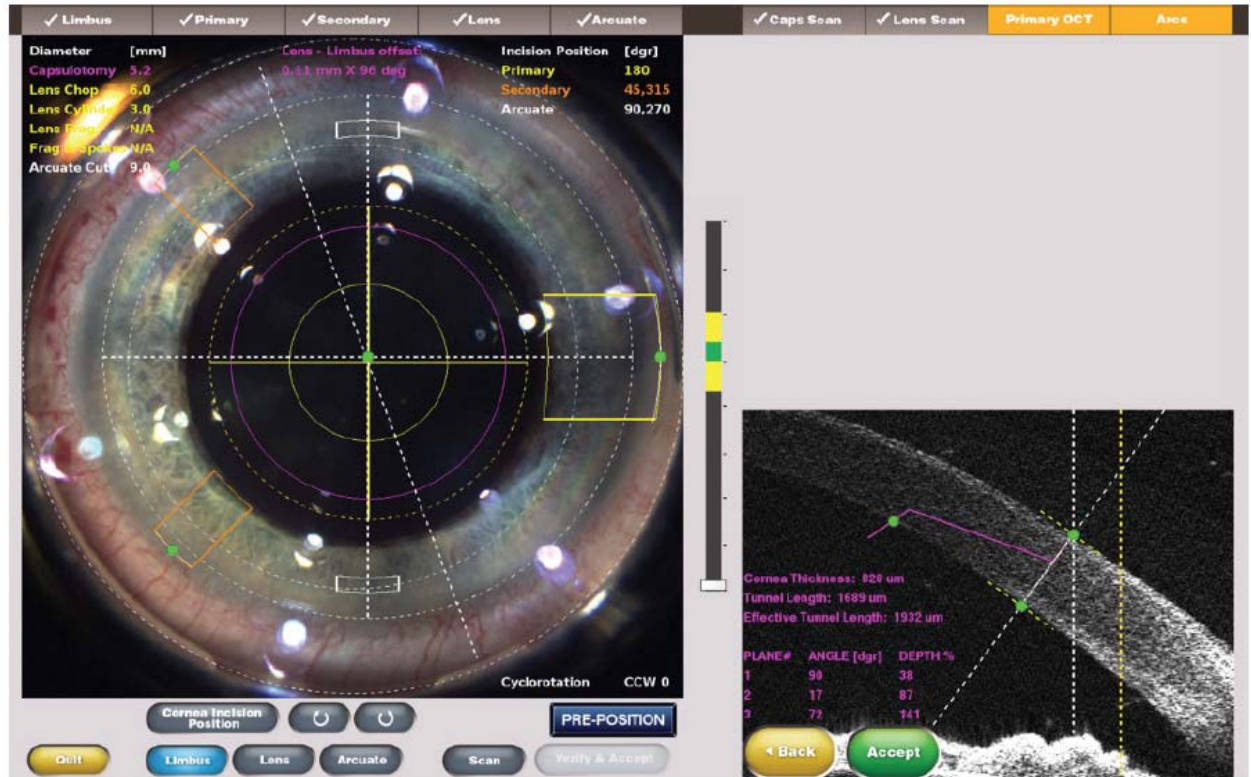 ✓ Limbus
✓ Primary
✓ Secondary
✓ Lens
✓ Arcuate
✓ Caps Scan
✓ Lens Scan
Primary OCT
Arcs
Diameter [mm]
Capsulotomy 5.2
Lens Chop 6.0
Lens Cylinder 3.0
Lens Frag N/A
Frag Spokes N/A
Arcuate Cut 9.0
Lens - Limbus offset:
0.11 mm X 96 deg
Incision Position [dgr]
Primary 180
Secondary 45,315
Arcuate 90,270
Cyclorotation CCW 0
Cornea Thickness: 820 um
Tunnel Length: 1689 um
Effective Tunnel Length: 1932 um
PLANE# ANGLE [dgr] DEPTH %
1 90 38
2 17 87
3 72 141
Cornea Incision
Position
PRE-POSITION
Quit
Limbus
Lens
Arcuate
Scan
Verify & Accept
Back
Accept